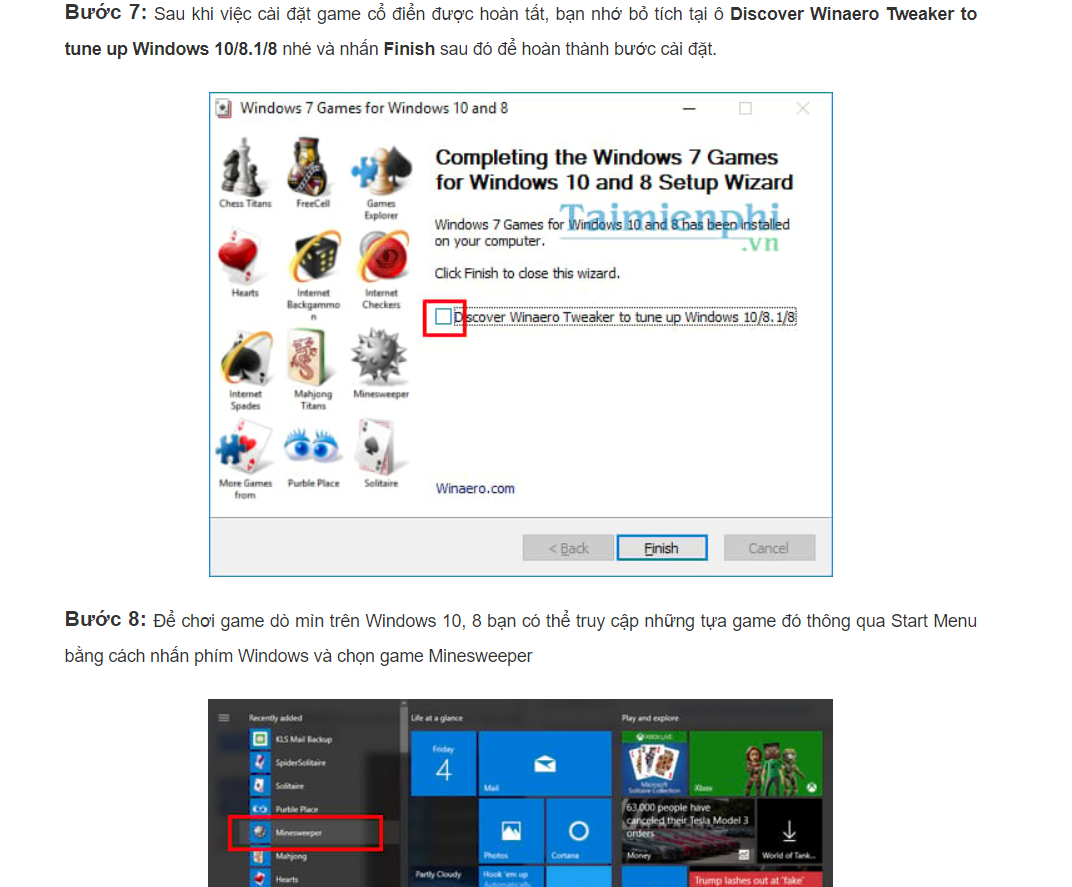 Bước 7: Sau khi việc cài đặt game cổ điển được hoàn tất, bạn nhớ bỏ tích tại ô Discover Winaero Tweaker to
tune up Windows 10/8.1/8 nhé và nhấn Finish sau đó để hoàn thành bước cài đặt.
Windows 7 Games for Windows 10 and 8
Chess Titans
FreeCell
Games
Explorer
Hearts
Internet
Backgammo
n
Internet
Checkers
Internet
Spades
Mahjong
Titans
Minesweeper
More Games
from
Purble Place
Solitaire
Completing the Windows 7 Games
for Windows 10 and 8 Setup Wizard
Taimienphi
.vn
Windows 7 Games for Windows 10 and 8 has been installed
on your computer.
Click Finish to close this wizard.
Discover Winaero Tweaker to tune up Windows 10/8.1/8
Winaero.com
< Back
Finish
Cancel
Bước 8: Để chơi game dò mìn trên Windows 10, 8 bạn có thể truy cập những tựa game đó thông qua Start Menu
bằng cách nhấn phím Windows và chọn game Minesweeper
Recently added
KLS Mail Backup
SpiderSolitaire
Solitaire
Purble Place
Minesweeper
Mahjong
Hearts
Life at a glance
Friday
4
Mail
Photos
Cortana
Partly Cloudy
Hook 'em up
Automatically
Play and explore
XBOX LIVE
Microsoft
Solitaire Collection
Xbox
63,000 people have
canceled their Tesla Model 3
orders
Money
World of Tank...
Trump lashes out at 'fake'